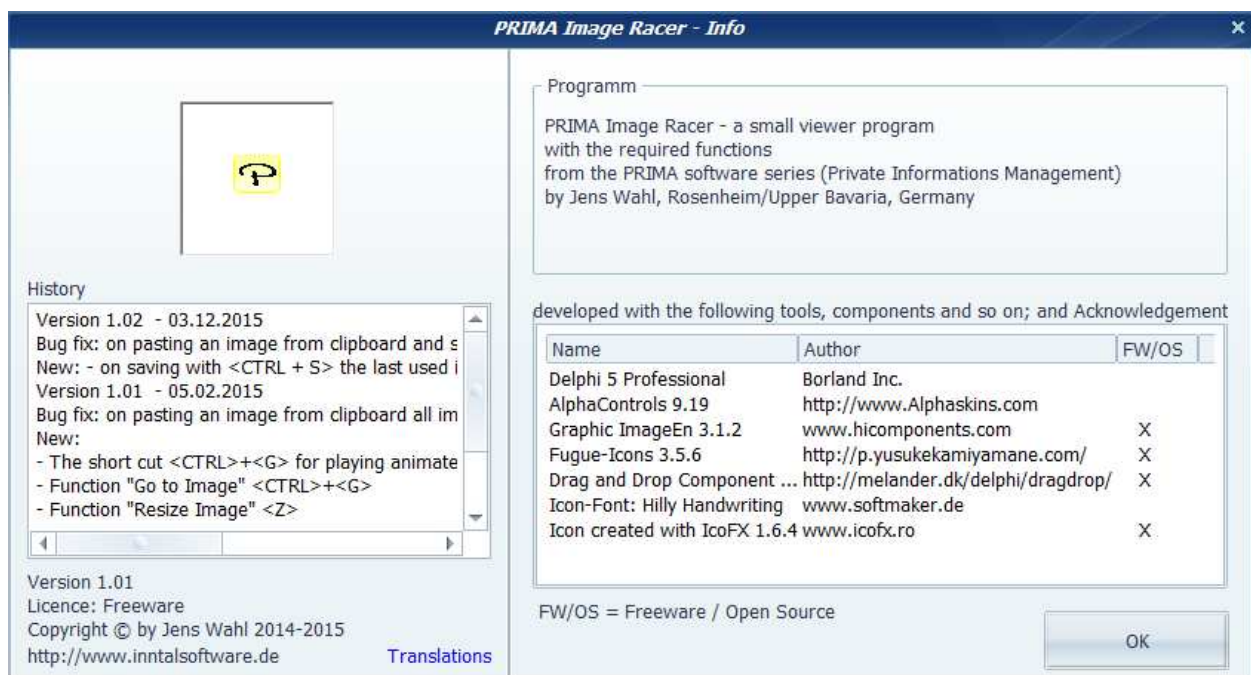 PRIMA Image Racer - Info
History
Version 1.02 - 03.12.2015
Bug fix: on pasting an image from clipboard and s
New: - on saving with <CTRL + S> the last used i
Version 1.01 - 05.02.2015
Bug fix: on pasting an image from clipboard all im
New:
- The short cut <CTRL>+<G> for playing animate
- Function "Go to Image" <CTRL>+<G>
- Function "Resize Image" <Z>
Version 1.01
Licence: Freeware
Copyright © by Jens Wahl 2014-2015
http://www.inntalsoftware.de Translations
Programm
PRIMA Image Racer - a small viewer program
with the required functions
from the PRIMA software series (Private Informations Management)
by Jens Wahl, Rosenheim/Upper Bavaria, Germany
developed with the following tools, components and so on; and Acknowledgement
Name Author FW/OS
Delphi 5 Professional Borland Inc.
AlphaControls 9.19 http://www.Alphaskins.com
Graphic ImageEn 3.1.2 www.hicomponents.com X
Fugue-Icons 3.5.6 http://p.yusukekamiyamane.com/ X
Drag and Drop Component ... http://melander.dk/delphi/dragdrop/ X
Icon-Font: Hilly Handwriting www.softmaker.de
Icon created with IcoFX 1.6.4 www.icofx.ro X
FW/OS = Freeware / Open Source
OK